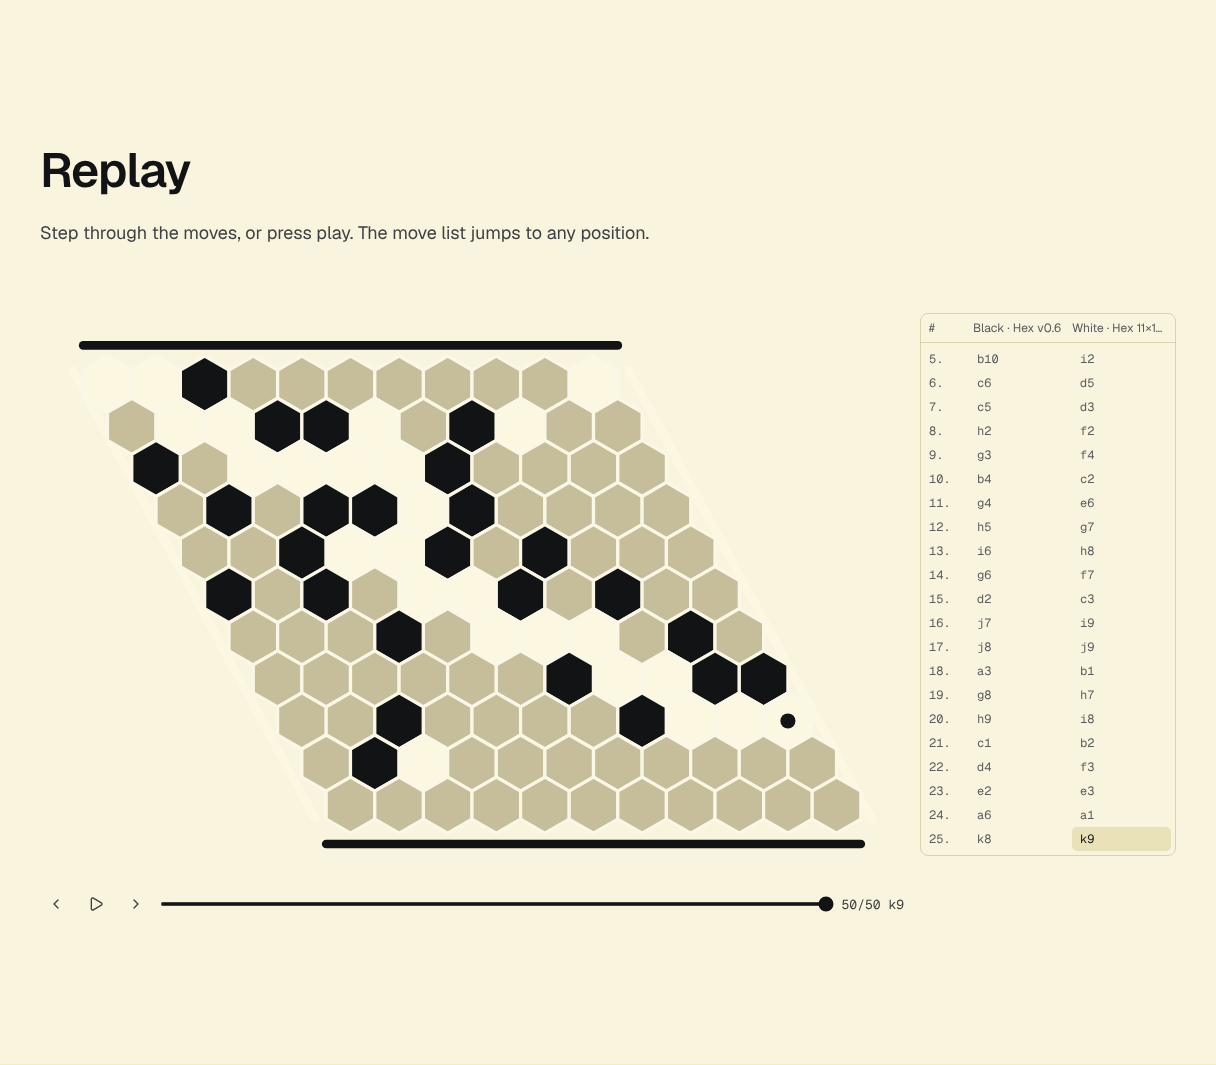 Replay
Step through the moves, or press play. The move list jumps to any position.
# Black · Hex v0.6 White · Hex 11×1…
5. b10 i2
6. c6 d5
7. c5 d3
8. h2 f2
9. g3 f4
10. b4 c2
11. g4 e6
12. h5 g7
13. i6 h8
14. g6 f7
15. d2 c3
16. j7 i9
17. j8 j9
18. a3 b1
19. g8 h7
20. h9 i8
21. c1 b2
22. d4 f3
23. e2 e3
24. a6 a1
25. k8 k9
50/50 k9